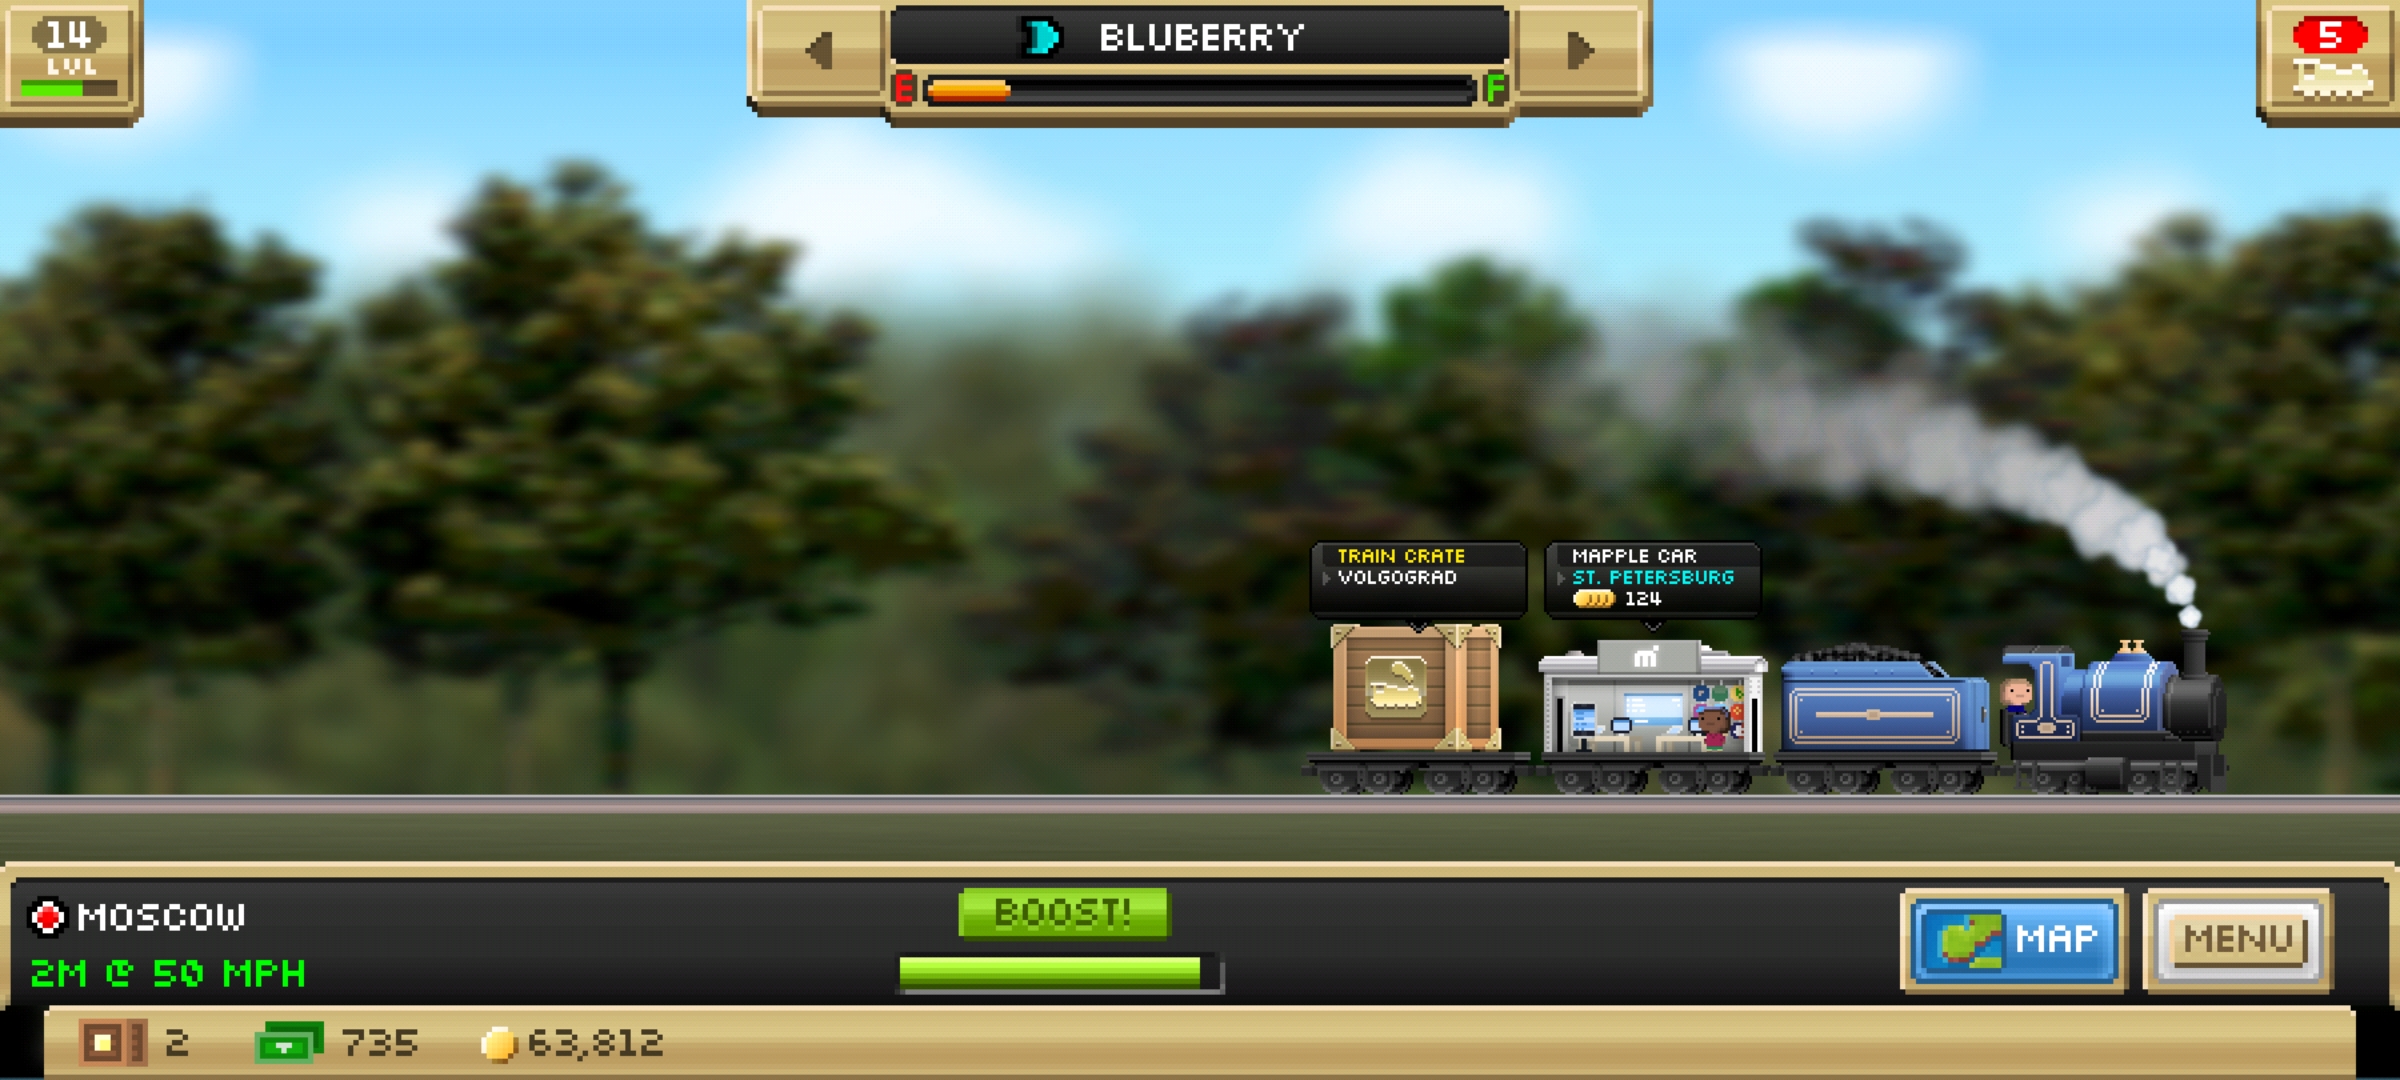 14
LVL
BLUBERRY
E
F
5
TRAIN CRATE
VOLGOGRAD
MAPPLE CAR
ST. PETERSBURG
124
m
MOSCOW
2M @ 50 MPH
BOOST!
MAP
MENU
2
735
63,812